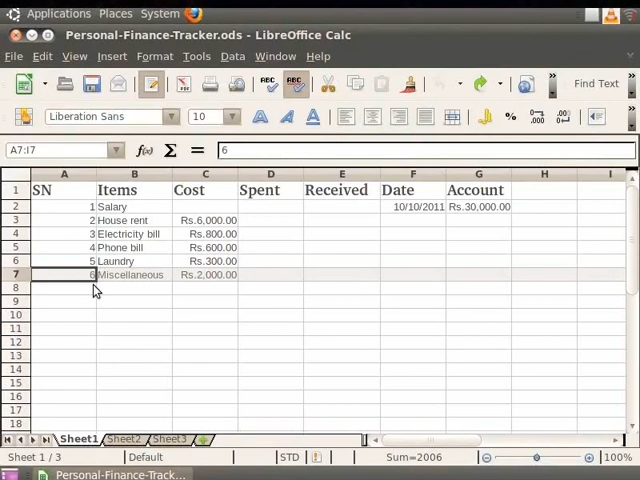 Applications Places System
Personal-Finance-Tracker.ods - LibreOffice Calc
File Edit View Insert Format Tools Data Window Help
ABC ABC » Find Text »
Liberation Sans 10 A A A % .000 .00
A7:I7 f(x) Σ = 6
A B C D E F G H I
1 SN Items Cost Spent Received Date Account
2 1 Salary 10/10/2011 Rs.30,000.00
3 2 House rent Rs.6,000.00
4 3 Electricity bill Rs.800.00
5 4 Phone bill Rs.600.00
6 5 Laundry Rs.300.00
7 6 Miscellaneous Rs.2,000.00
8
9
10
11
12
13
14
15
16
17
18
Sheet1 Sheet2 Sheet3
Sheet 1 / 3 Default STD Sum=2006 100%
Personal-Finance-Track...